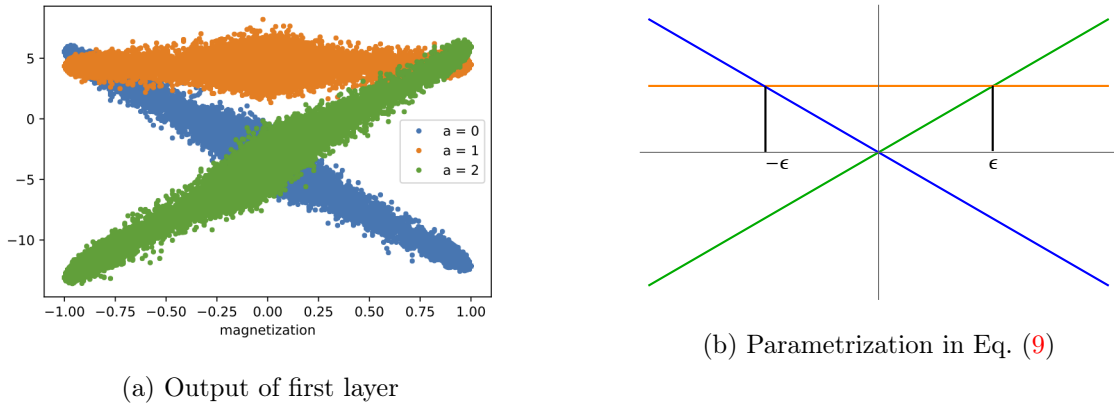 5
0
−5
−10
−1.00 −0.75 −0.50 −0.25 0.00 0.25 0.50 0.75 1.00
magnetization
a = 0
a = 1
a = 2
(a) Output of first layer
−ϵ ϵ
(b) Parametrization in Eq. (9)